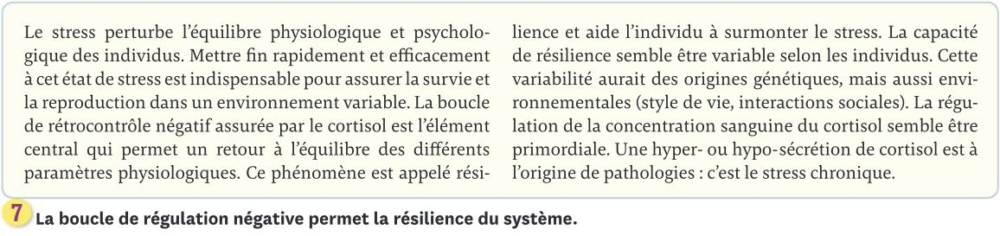 Le stress perturbe l’équilibre physiologique et psycholo-
gique des individus. Mettre fin rapidement et efficacement
à cet état de stress est indispensable pour assurer la survie et
la reproduction dans un environnement variable. La boucle
de rétrocontrôle négatif assurée par le cortisol est l’élément
central qui permet un retour à l’équilibre des différents
paramètres physiologiques. Ce phénomène est appelé rési-
lience et aide l’individu à surmonter le stress. La capacité
de résilience semble être variable selon les individus. Cette
variabilité aurait des origines génétiques, mais aussi envi-
ronnementales (style de vie, interactions sociales). La régu-
lation de la concentration sanguine du cortisol semble être
primordiale. Une hyper- ou hypo-sécrétion de cortisol est à
l’origine de pathologies : c’est le stress chronique.
7 La boucle de régulation négative permet la résilience du système.